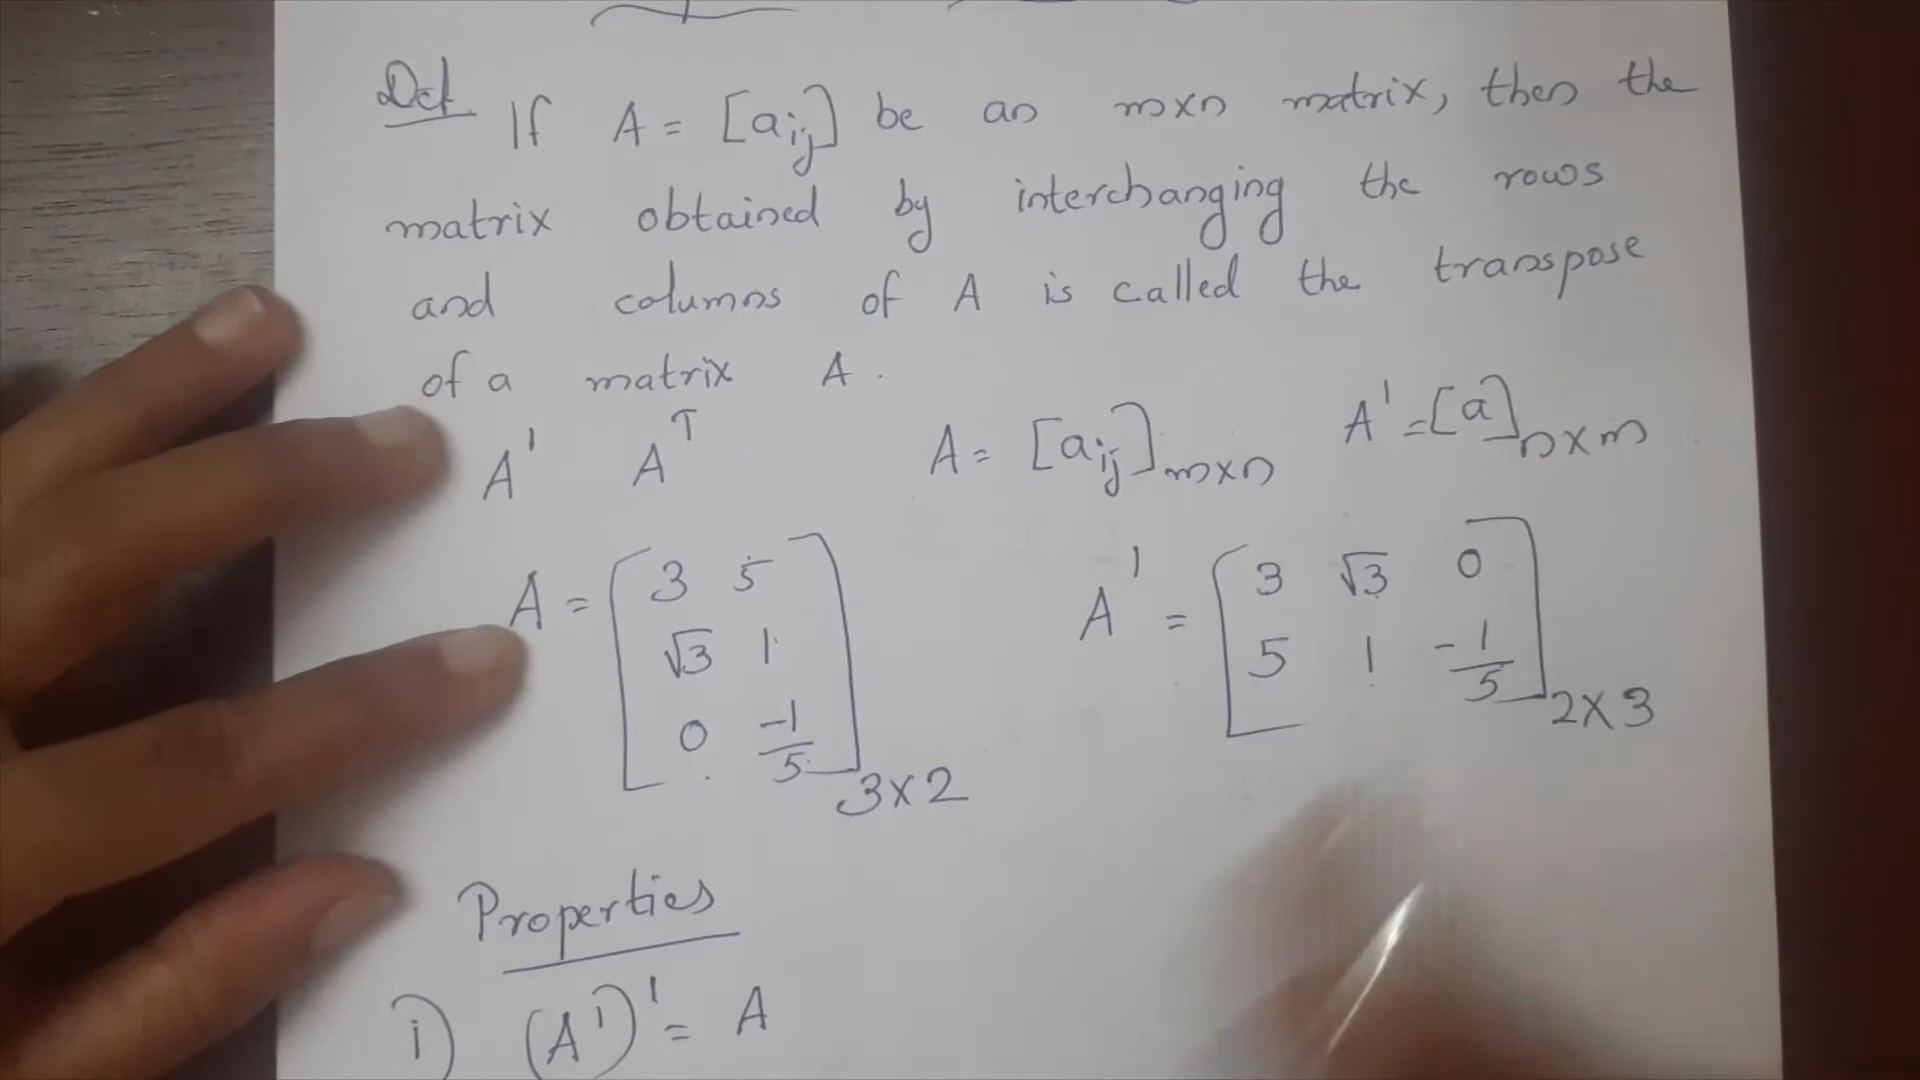 Def If A = [aij] be an m×n matrix, then the
matrix obtained by interchanging the rows
and columns of A is called the transpose
of a matrix A.
A' Aᵀ A = [aij]m×n A' = [a]n×m
A = [3 5
√3 1
0 -1/5]3×2
A' = [3 √3 0
5 1 -1/5]2×3
Properties
i) (A')' = A